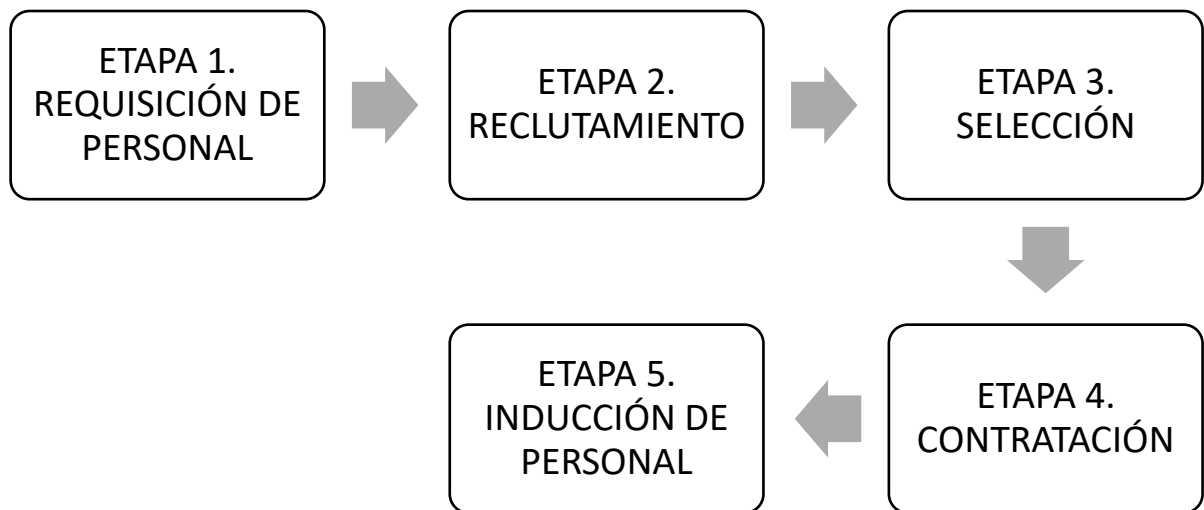 ETAPA 1.
REQUISICIÓN DE
PERSONAL
ETAPA 2.
RECLUTAMIENTO
ETAPA 3.
SELECCIÓN
ETAPA 4.
CONTRATACIÓN
ETAPA 5.
INDUCCIÓN DE
PERSONAL